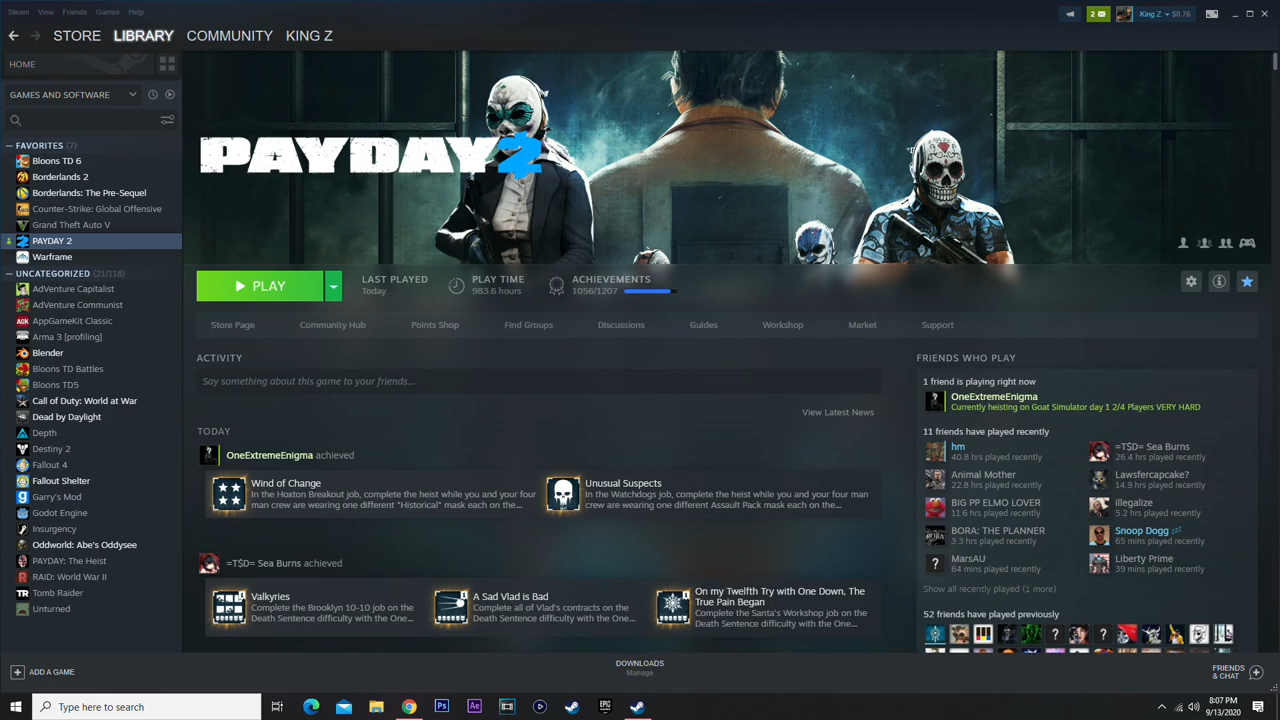 Steam View Friends Games Help
2 King Z $0.76
STORE LIBRARY COMMUNITY KING Z
HOME
GAMES AND SOFTWARE
FAVORITES (7)
Bloons TD 6
Borderlands 2
Borderlands: The Pre-Sequel
Counter-Strike: Global Offensive
Grand Theft Auto V
PAYDAY 2
Warframe
UNCATEGORIZED (21/118)
AdVenture Capitalist
AdVenture Communist
AppGameKit Classic
Arma 3 [profiling]
Blender
Bloons TD Battles
Bloons TD5
Call of Duty: World at War
Dead by Daylight
Depth
Destiny 2
Fallout 4
Fallout Shelter
Garry's Mod
Godot Engine
Insurgency
Oddworld: Abe's Oddysee
PAYDAY: The Heist
RAID: World War II
Tomb Raider
Unturned
ADD A GAME
PAYDAY 2
PLAY
LAST PLAYED
Today
PLAY TIME
983.6 hours
ACHIEVEMENTS
1056/1207
Store Page Community Hub Points Shop Find Groups Discussions Guides Workshop Market Support
ACTIVITY
Say something about this game to your friends...
View Latest News
TODAY
OneExtremeEnigma achieved
Wind of Change
In the Hoxton Breakout job, complete the heist while you and your four
man crew are wearing one different "Historical" mask each on the...
Unusual Suspects
In the Watchdogs job, complete the heist while you and your four man
crew are wearing one different Assault Pack mask each on the...
=T$D= Sea Burns achieved
Valkyries
Complete the Brooklyn 10-10 job on the
Death Sentence difficulty with the One...
A Sad Vlad is Bad
Complete all of Vlad's contracts on the
Death Sentence difficulty with the One...
On my Twelfth Try with One Down, The
True Pain Began
Complete the Santa's Workshop job on the
Death Sentence difficulty with the One...
FRIENDS WHO PLAY
1 friend is playing right now
OneExtremeEnigma
Currently heisting on Goat Simulator day 1 2/4 Players VERY HARD
11 friends have played recently
hm
40.8 hrs played recently
=T$D= Sea Burns
26.4 hrs played recently
Animal Mother
22.8 hrs played recently
Lawsfercapcake?
14.9 hrs played recently
BIG PP ELMO LOVER
11.6 hrs played recently
Illegalize
5.2 hrs played recently
BORA: THE PLANNER
3.3 hrs played recently
Snoop Dogg zzz
65 mins played recently
MarsAU
64 mins played recently
Liberty Prime
39 mins played recently
Show all recently played (1 more)
52 friends have played previously
DOWNLOADS
Manage
FRIENDS
& CHAT
Type here to search
Ps
Ae
EPIC
8:07 PM
9/13/2020